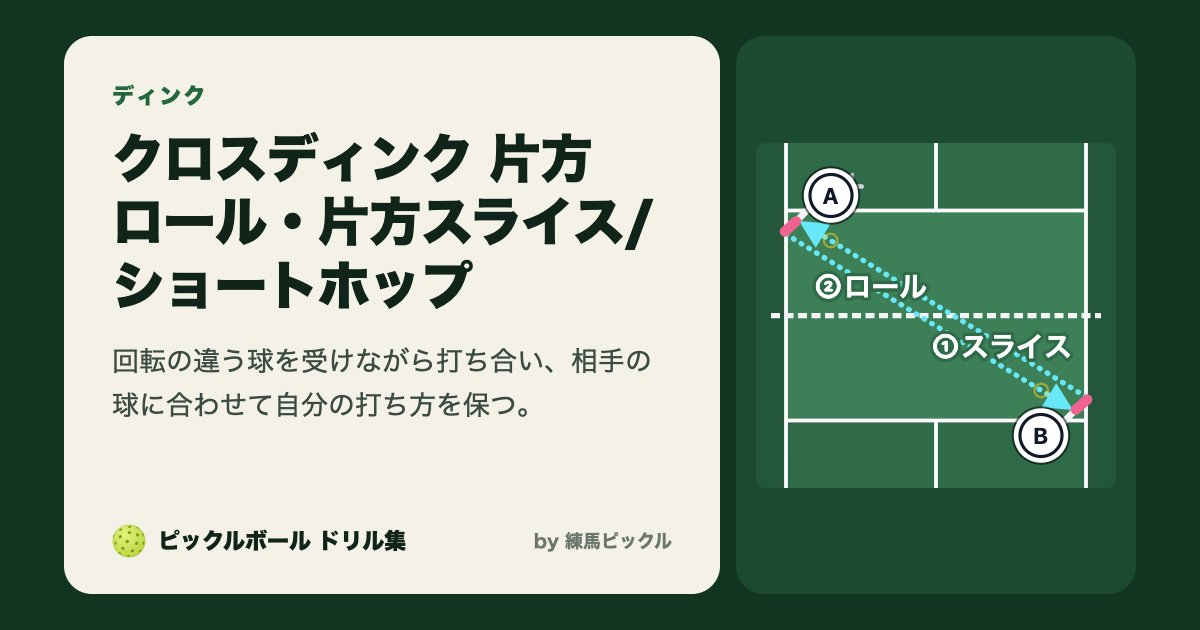 ディンク
クロスディンク 片方
ロール・片方スライス/
ショートホップ
回転の違う球を受けながら打ち合い、相手の
球に合わせて自分の打ち方を保つ。
ピックルボール ドリル集
by 練馬ピックル
A
②ロール
①スライス
B